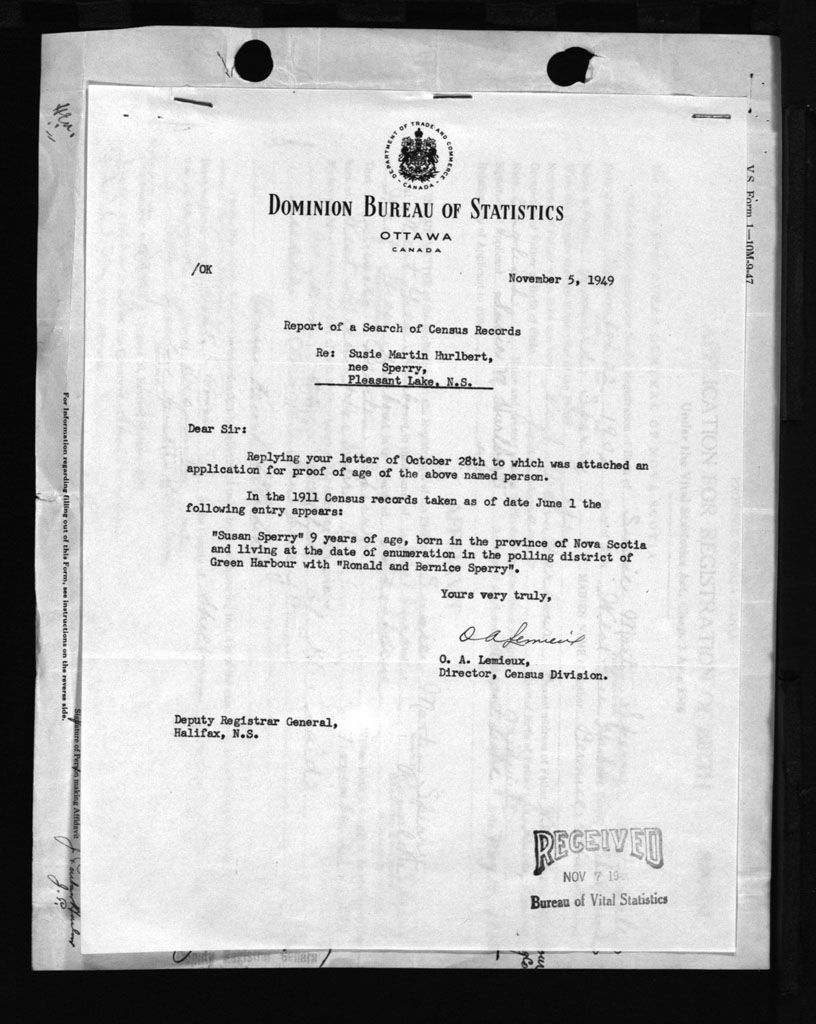 DEPARTMENT OF TRADE AND COMMERCE
CANADA
DOMINION BUREAU OF STATISTICS
OTTAWA
CANADA
/OK
November 5, 1949
Report of a Search of Census Records
Re: Susie Martin Hurlbert,
nee Sperry,
Pleasant Lake, N.S.
Dear Sir:
Replying your letter of October 28th to which was attached an
application for proof of age of the above named person.
In the 1911 Census records taken as of date June 1 the
following entry appears:
"Susan Sperry" 9 years of age, born in the province of Nova Scotia
and living at the date of enumeration in the polling district of
Green Harbour with "Ronald and Bernice Sperry".
Yours very truly,
O A Lemieux
O. A. Lemieux,
Director, Census Division.
Deputy Registrar General,
Halifax, N.S.
RECEIVED
NOV 7 19
Bureau of Vital Statistics
V.S. Form 1—10M-9-47
For Information regarding filling out of this Form, see instructions on the reverse side.
Signature of Person making Affidavit
J.P.